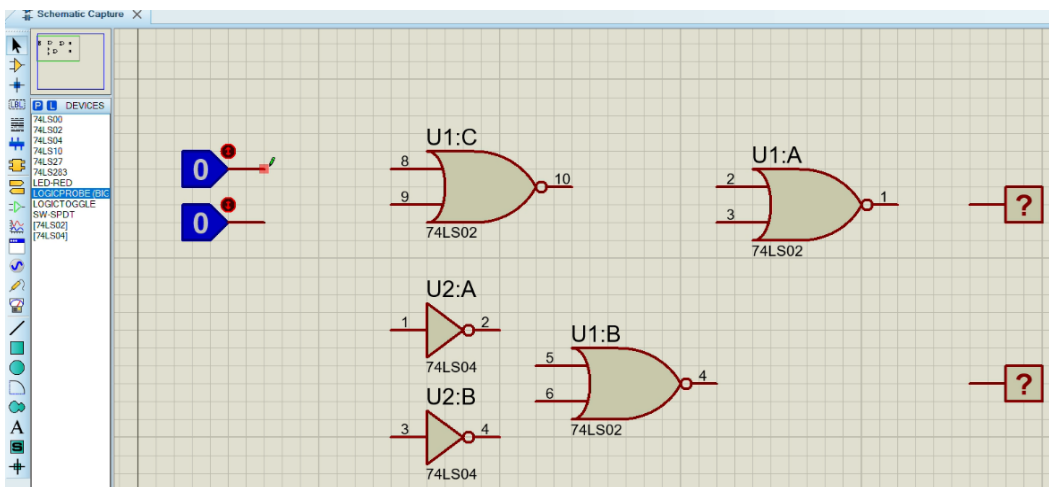 Schematic Capture X
LBL
P L DEVICES
74LS00
74LS02
74LS04
74LS10
74LS27
74LS283
LED-RED
LOGICPROBE (BIG
LOGICTOGGLE
SW-SPDT
[74LS02]
[74LS04]
A
S
0
0
U1:C
8
9
10
74LS02
U1:A
2
3
1
74LS02
?
U2:A
1
2
74LS04
U1:B
5
6
4
74LS02
?
U2:B
3
4
74LS04